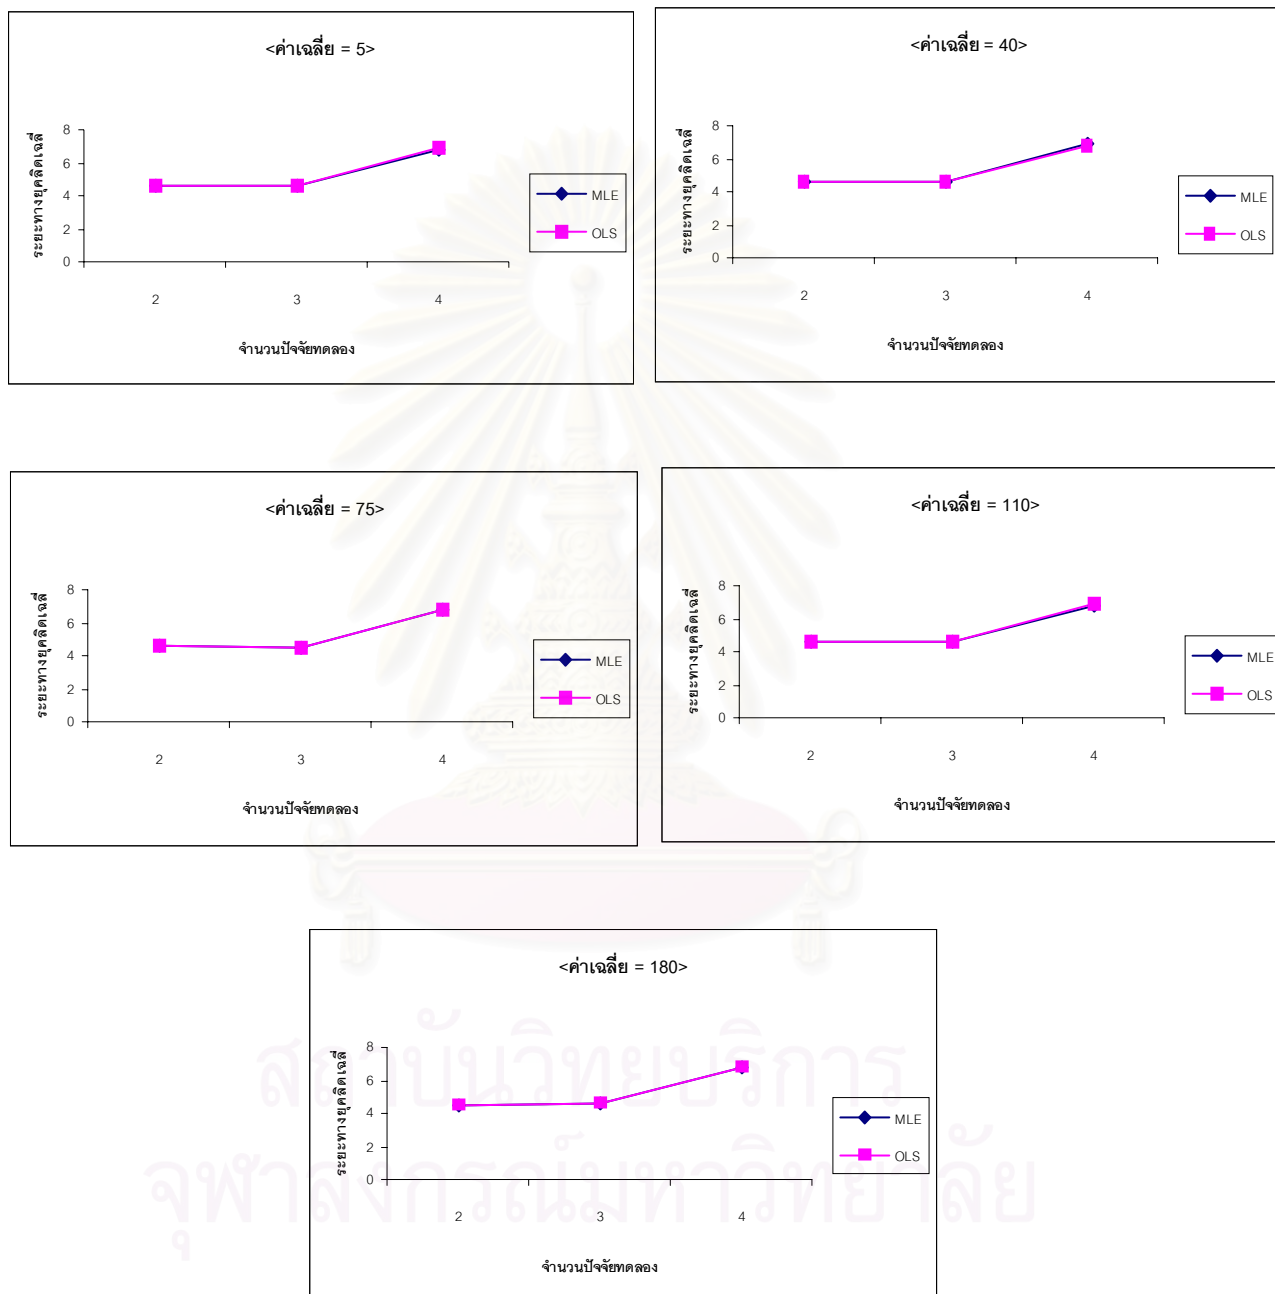 <ค่าเฉลี่ย = 5>
ระยะทางยุคลิดเฉลี่
8
6
4
2
0
2 3 4
จำนวนปัจจัยทดลอง
MLE
OLS
<ค่าเฉลี่ย = 40>
ระยะทางยุคลิดเฉลี่
8
6
4
2
0
2 3 4
จำนวนปัจจัยทดลอง
MLE
OLS
<ค่าเฉลี่ย = 75>
ระยะทางยุคลิดเฉลี่
8
6
4
2
0
2 3 4
จำนวนปัจจัยทดลอง
MLE
OLS
<ค่าเฉลี่ย = 110>
ระยะทางยุคลิดเฉลี่
8
6
4
2
0
2 3 4
จำนวนปัจจัยทดลอง
MLE
OLS
<ค่าเฉลี่ย = 180>
ระยะทางยุคลิดเฉลี่
8
6
4
2
0
2 3 4
จำนวนปัจจัยทดลอง
MLE
OLS
สถาบันวิทยบริการ
จุฬาลงกรณ์มหาวิทยาลัย